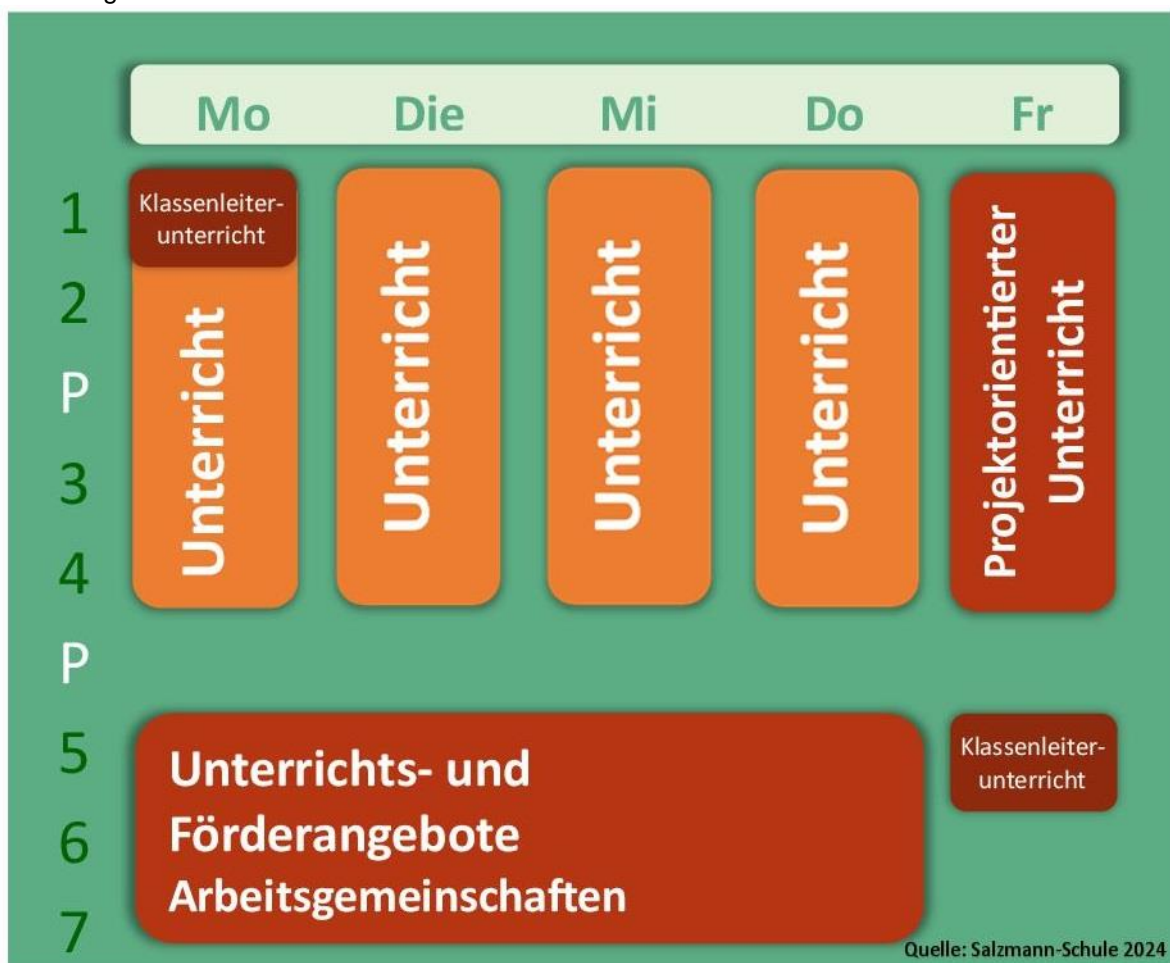 Mo Die Mi Do Fr
1
2
P
3
4
P
5
6
7
Klassenleiter-
unterricht
Unterricht
Unterricht
Unterricht
Unterricht
Projektorientierter
Unterricht
Unterrichts- und
Förderangebote
Arbeitsgemeinschaften
Klassenleiter-
unterricht
Quelle: Salzmann-Schule 2024